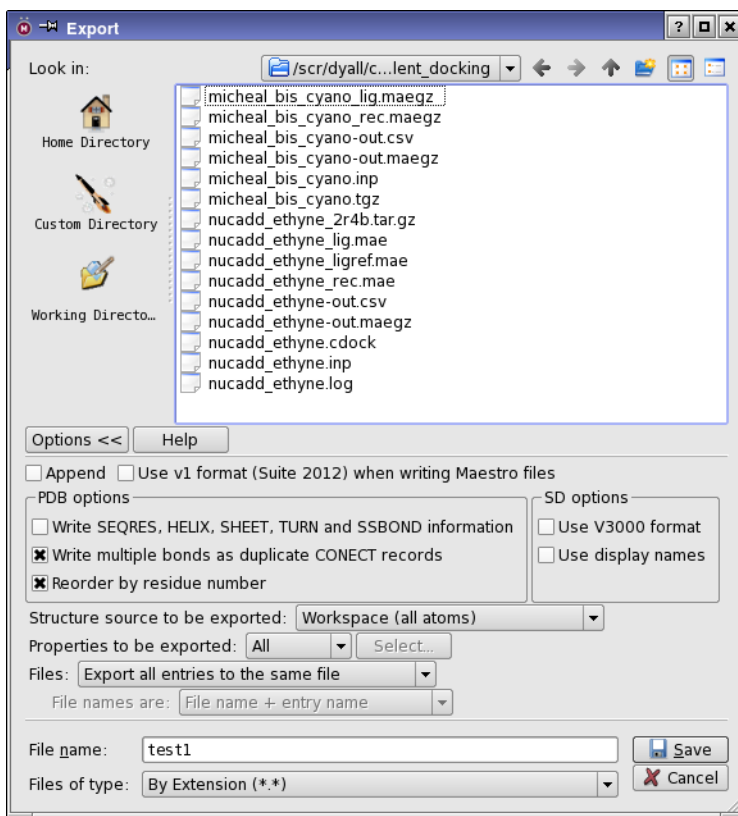 Export
Look in: /scr/dyall/c...lent_docking
Home Directory
Custom Directory
Working Directo...
micheal_bis_cyano_lig.maegz
micheal_bis_cyano_rec.maegz
micheal_bis_cyano-out.csv
micheal_bis_cyano-out.maegz
micheal_bis_cyano.inp
micheal_bis_cyano.tgz
nucadd_ethyne_2r4b.tar.gz
nucadd_ethyne_lig.mae
nucadd_ethyne_ligref.mae
nucadd_ethyne_rec.mae
nucadd_ethyne-out.csv
nucadd_ethyne-out.maegz
nucadd_ethyne.cdock
nucadd_ethyne.inp
nucadd_ethyne.log
Options << Help
Append Use v1 format (Suite 2012) when writing Maestro files
PDB options
Write SEQRES, HELIX, SHEET, TURN and SSBOND information
Write multiple bonds as duplicate CONECT records
Reorder by residue number
SD options
Use V3000 format
Use display names
Structure source to be exported: Workspace (all atoms)
Properties to be exported: All Select...
Files: Export all entries to the same file
File names are: File name + entry name
File name: test1 Save
Files of type: By Extension (*.*) Cancel